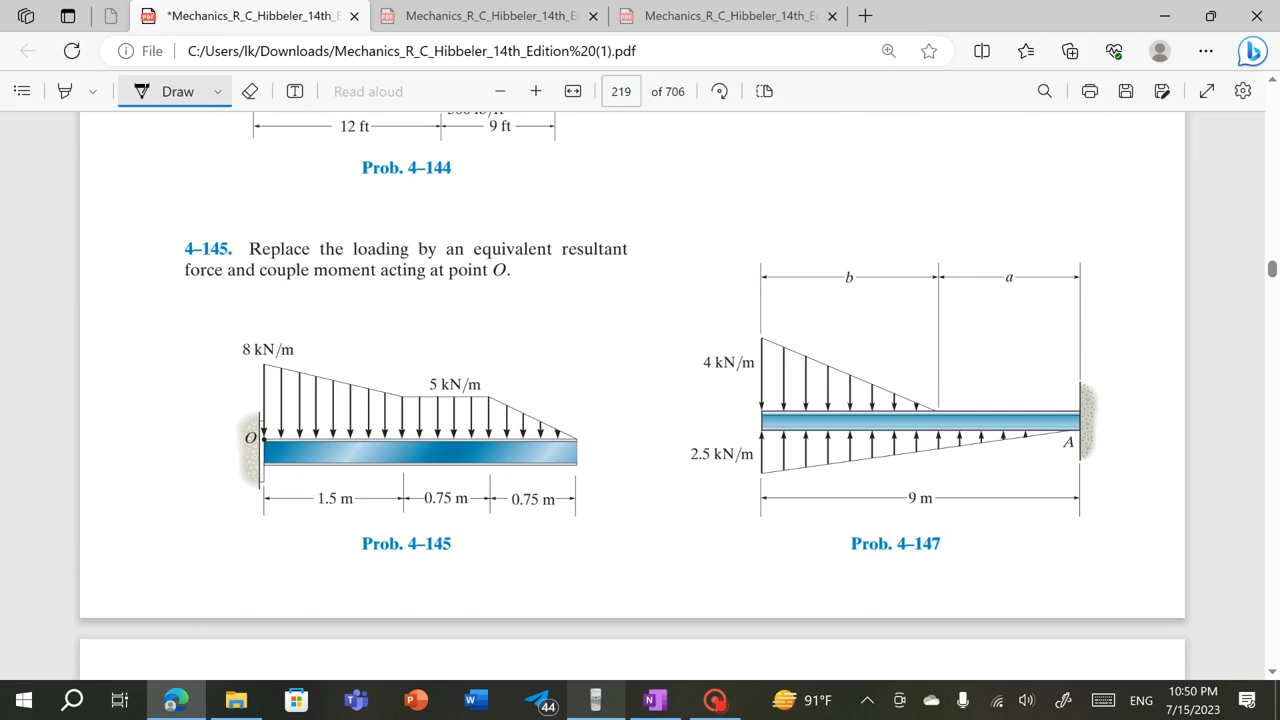 *Mechanics_R_C_Hibbeler_14th_E
Mechanics_R_C_Hibbeler_14th_Ed
Mechanics_R_C_Hibbeler_14th_Ed
File
C:/Users/lk/Downloads/Mechanics_R_C_Hibbeler_14th_Edition%20(1).pdf
Draw
Read aloud
219 of 706
12 ft
9 ft
Prob. 4–144
4–145. Replace the loading by an equivalent resultant
force and couple moment acting at point O.
8 kN/m
5 kN/m
O
1.5 m
0.75 m
0.75 m
Prob. 4–145
b
a
4 kN/m
2.5 kN/m
A
9 m
Prob. 4–147
44
91°F
ENG
10:50 PM
7/15/2023